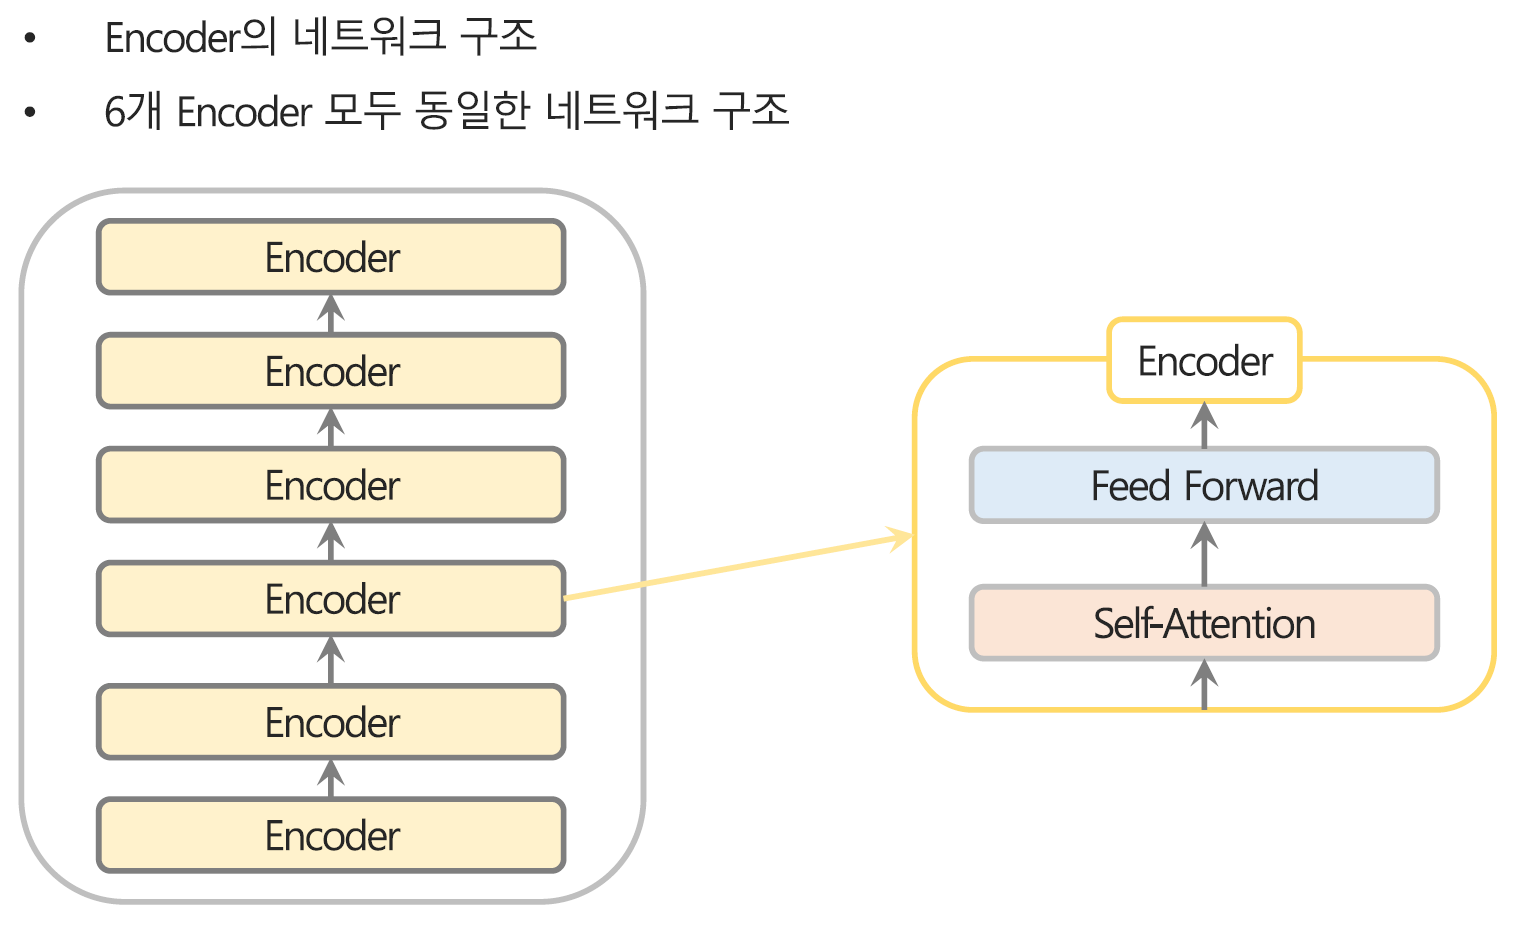 • Encoder의 네트워크 구조
• 6개 Encoder 모두 동일한 네트워크 구조
Encoder
Encoder
Encoder
Encoder
Encoder
Encoder
Encoder
Feed Forward
Self-Attention